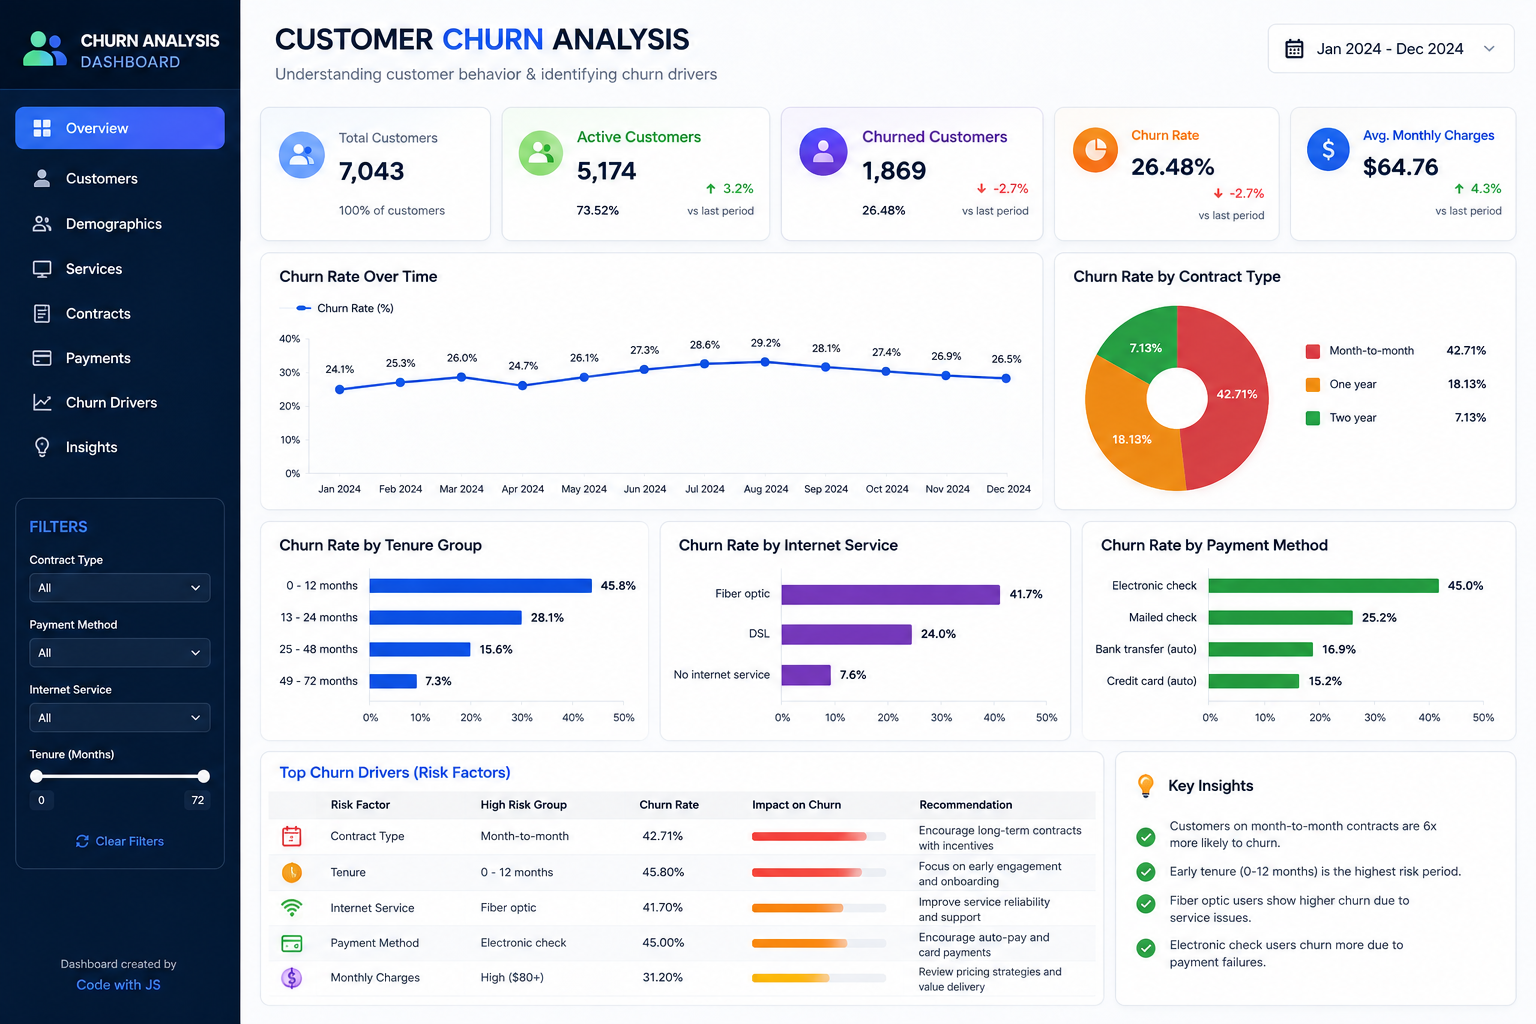 CHURN ANALYSIS
DASHBOARD
Overview
Customers
Demographics
Services
Contracts
Payments
Churn Drivers
Insights
FILTERS
Contract Type
All
Payment Method
All
Internet Service
All
Tenure (Months)
0 72
Clear Filters
Dashboard created by
Code with JS
CUSTOMER CHURN ANALYSIS
Understanding customer behavior & identifying churn drivers
Jan 2024 - Dec 2024
Total Customers
7,043
100% of customers
Active Customers
5,174
↑ 3.2%
73.52% vs last period
Churned Customers
1,869
↓ -2.7%
26.48% vs last period
Churn Rate
26.48%
↓ -2.7%
vs last period
$
Avg. Monthly Charges
$64.76
↑ 4.3%
vs last period
Churn Rate Over Time
Churn Rate (%)
40%
30%
20%
10%
0%
24.1% 25.3% 26.0% 24.7% 26.1% 27.3% 28.6% 29.2% 28.1% 27.4% 26.9% 26.5%
Jan 2024 Feb 2024 Mar 2024 Apr 2024 May 2024 Jun 2024 Jul 2024 Aug 2024 Sep 2024 Oct 2024 Nov 2024 Dec 2024
Churn Rate by Contract Type
7.13%
42.71%
18.13%
Month-to-month 42.71%
One year 18.13%
Two year 7.13%
Churn Rate by Tenure Group
0 - 12 months 45.8%
13 - 24 months 28.1%
25 - 48 months 15.6%
49 - 72 months 7.3%
0% 10% 20% 30% 40% 50%
Churn Rate by Internet Service
Fiber optic 41.7%
DSL 24.0%
No internet service 7.6%
0% 10% 20% 30% 40% 50%
Churn Rate by Payment Method
Electronic check 45.0%
Mailed check 25.2%
Bank transfer (auto) 16.9%
Credit card (auto) 15.2%
0% 10% 20% 30% 40% 50%
Top Churn Drivers (Risk Factors)
Risk Factor High Risk Group Churn Rate Impact on Churn Recommendation
Contract Type Month-to-month 42.71% Encourage long-term contracts
with incentives
Tenure 0 - 12 months 45.80% Focus on early engagement
and onboarding
Internet Service Fiber optic 41.70% Improve service reliability
and support
Payment Method Electronic check 45.00% Encourage auto-pay and
card payments
$ Monthly Charges High ($80+) 31.20% Review pricing strategies and
value delivery
Key Insights
Customers on month-to-month contracts are 6x
more likely to churn.
Early tenure (0-12 months) is the highest risk period.
Fiber optic users show higher churn due to
service issues.
Electronic check users churn more due to
payment failures.